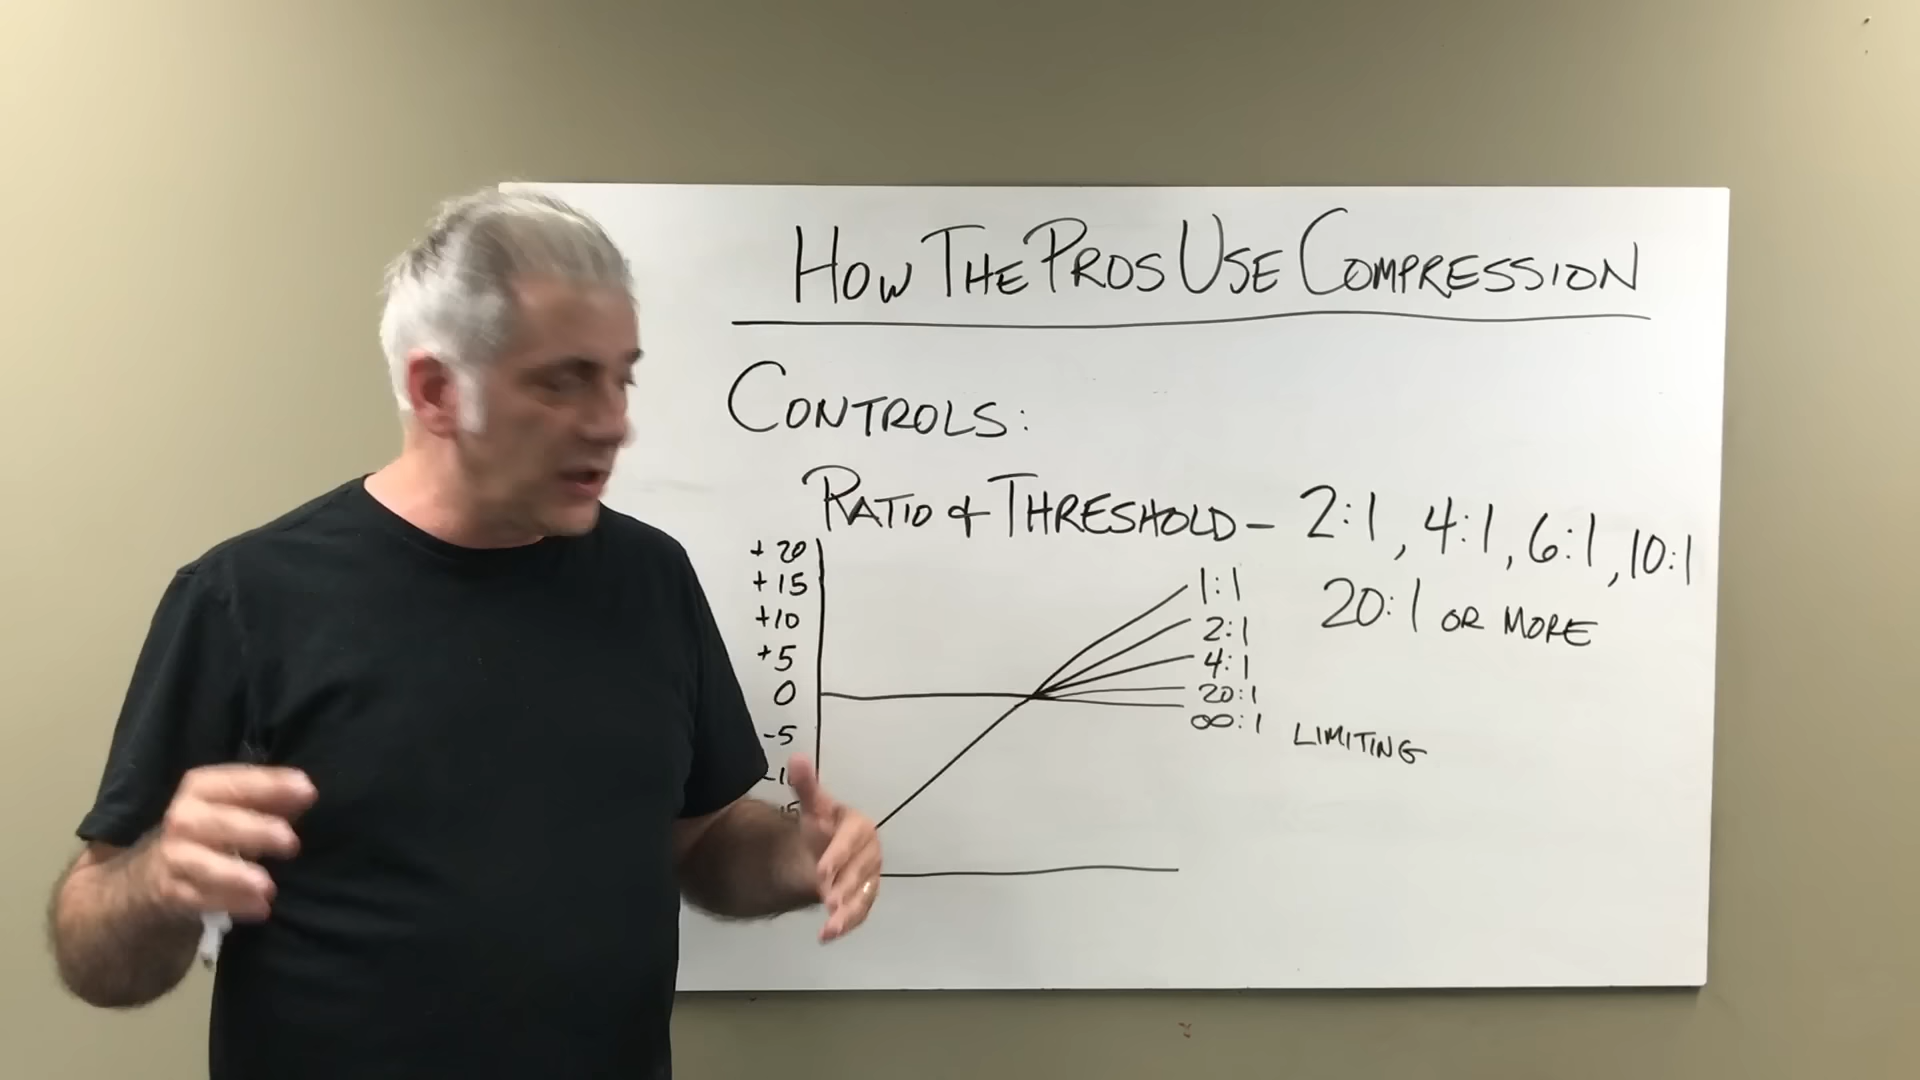 HOW THE PROS USE COMPRESSION
CONTROLS:
RATIO & THRESHOLD - 2:1, 4:1, 6:1, 10:1
20:1 OR MORE
+20
+15
+10
+5
0
-5
1:1
2:1
4:1
20:1
∞:1 LIMITING